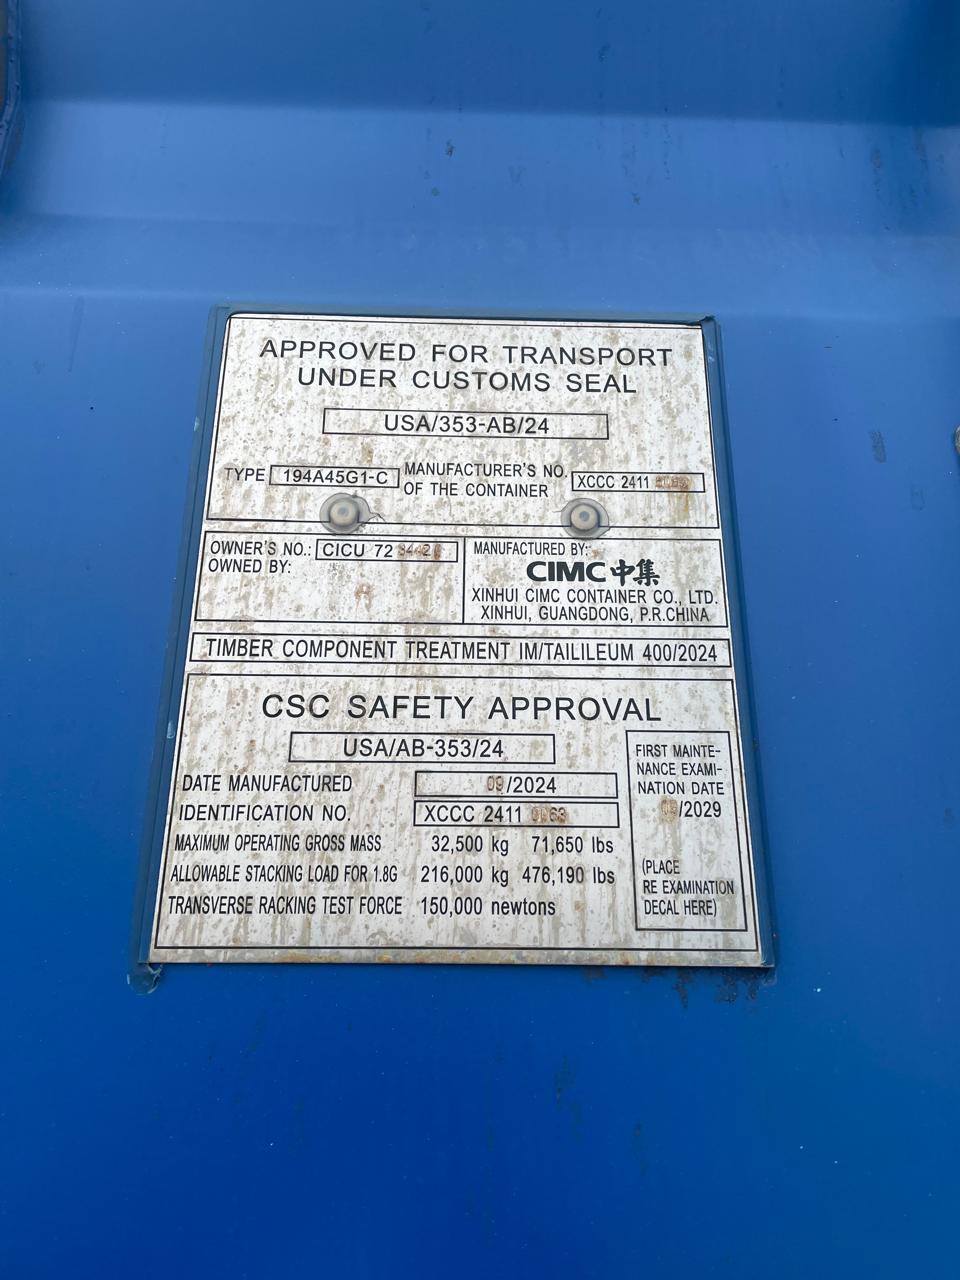 APPROVED FOR TRANSPORT
UNDER CUSTOMS SEAL
USA/353-AB/24
TYPE 194A45G1-C MANUFACTURER'S NO.
OF THE CONTAINER
XCCC 2411
OWNER'S NO.: CICU 72
OWNED BY:
MANUFACTURED BY:
CIMC 中集
XINHUI CIMC CONTAINER CO., LTD.
XINHUI, GUANGDONG, P.R.CHINA
TIMBER COMPONENT TREATMENT IM/TAILILEUM 400/2024
CSC SAFETY APPROVAL
USA/AB-353/24
DATE MANUFACTURED 09/2024
IDENTIFICATION NO. XCCC 2411 0063
MAXIMUM OPERATING GROSS MASS 32,500 kg 71,650 lbs
ALLOWABLE STACKING LOAD FOR 1.8G 216,000 kg 476,190 lbs
TRANSVERSE RACKING TEST FORCE 150,000 newtons
FIRST MAINTE-
NANCE EXAMI-
NATION DATE
/2029
(PLACE
RE EXAMINATION
DECAL HERE)